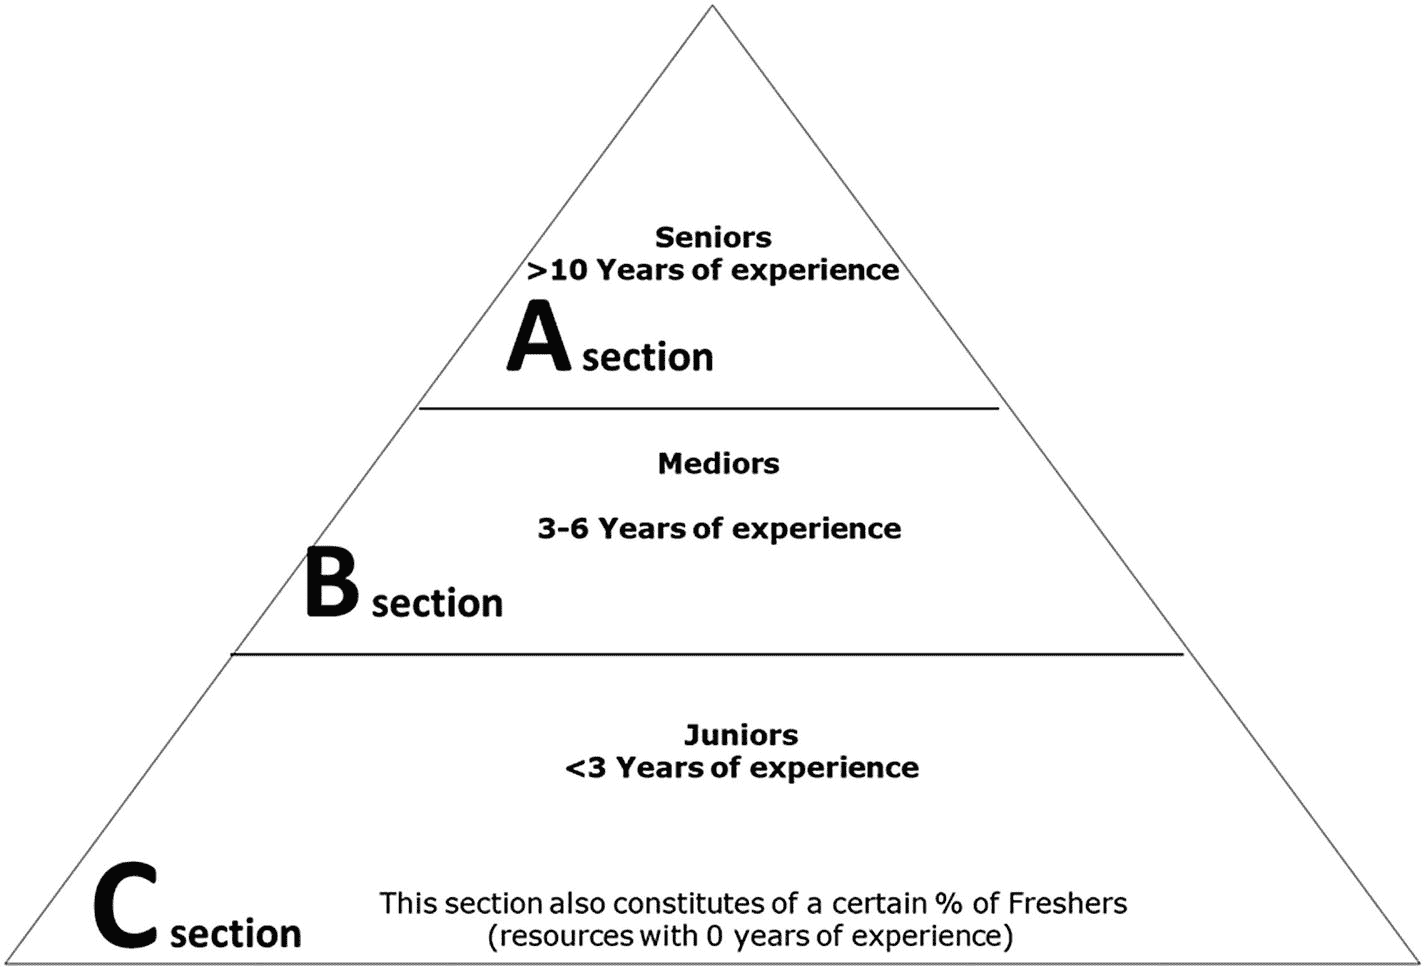 Seniors
>10 Years of experience
A section
Mediors
3-6 Years of experience
B section
Juniors
<3 Years of experience
C section
This section also constitutes of a certain % of Freshers
(resources with 0 years of experience)